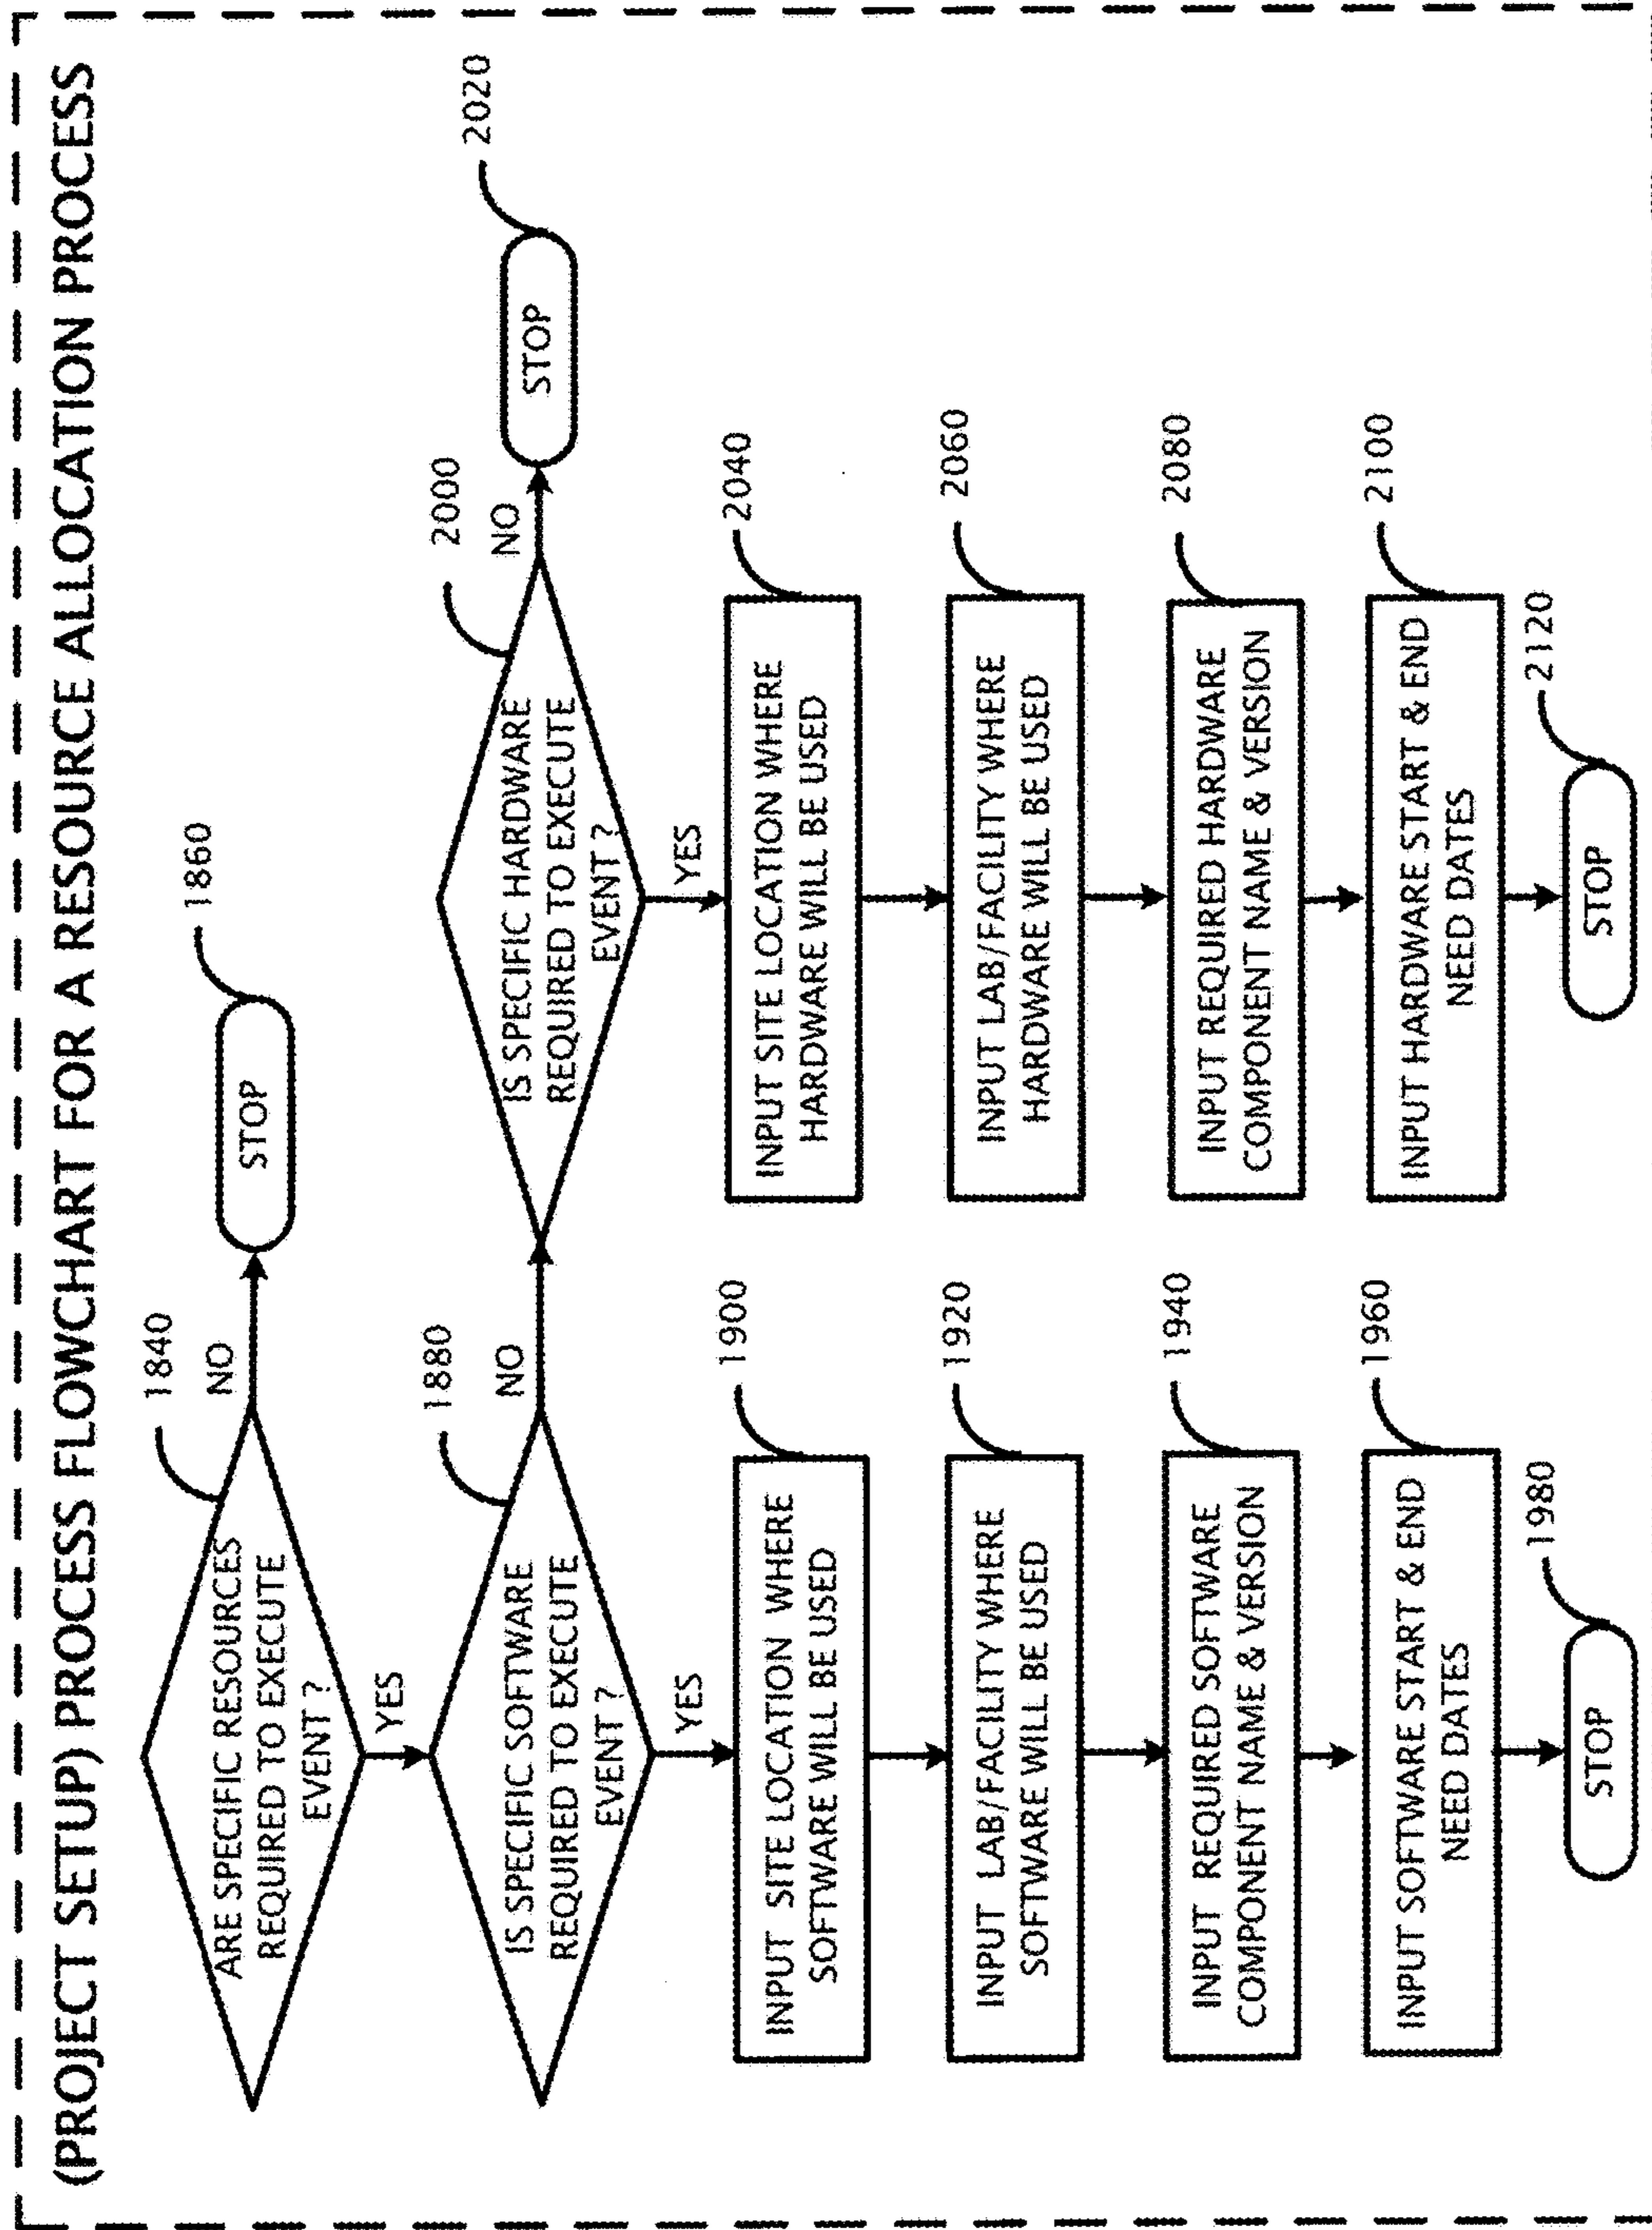 (PROJECT SETUP) PROCESS FLOWCHART FOR A RESOURCE ALLOCATION PROCESS
1840
ARE SPECIFIC RESOURCES
REQUIRED TO EXECUTE
EVENT ?
NO
1860
STOP
YES
1880
IS SPECIFIC SOFTWARE
REQUIRED TO EXECUTE
EVENT ?
NO
2000
IS SPECIFIC HARDWARE
REQUIRED TO EXECUTE
EVENT ?
NO
2020
STOP
YES
1900
INPUT SITE LOCATION WHERE
SOFTWARE WILL BE USED
1920
INPUT LAB/FACILITY WHERE
SOFTWARE WILL BE USED
1940
INPUT REQUIRED SOFTWARE
COMPONENT NAME & VERSION
1960
INPUT SOFTWARE START & END
NEED DATES
1980
STOP
YES
2040
INPUT SITE LOCATION WHERE
HARDWARE WILL BE USED
2060
INPUT LAB/FACILITY WHERE
HARDWARE WILL BE USED
2080
INPUT REQUIRED HARDWARE
COMPONENT NAME & VERSION
2100
INPUT HARDWARE START & END
NEED DATES
2120
STOP